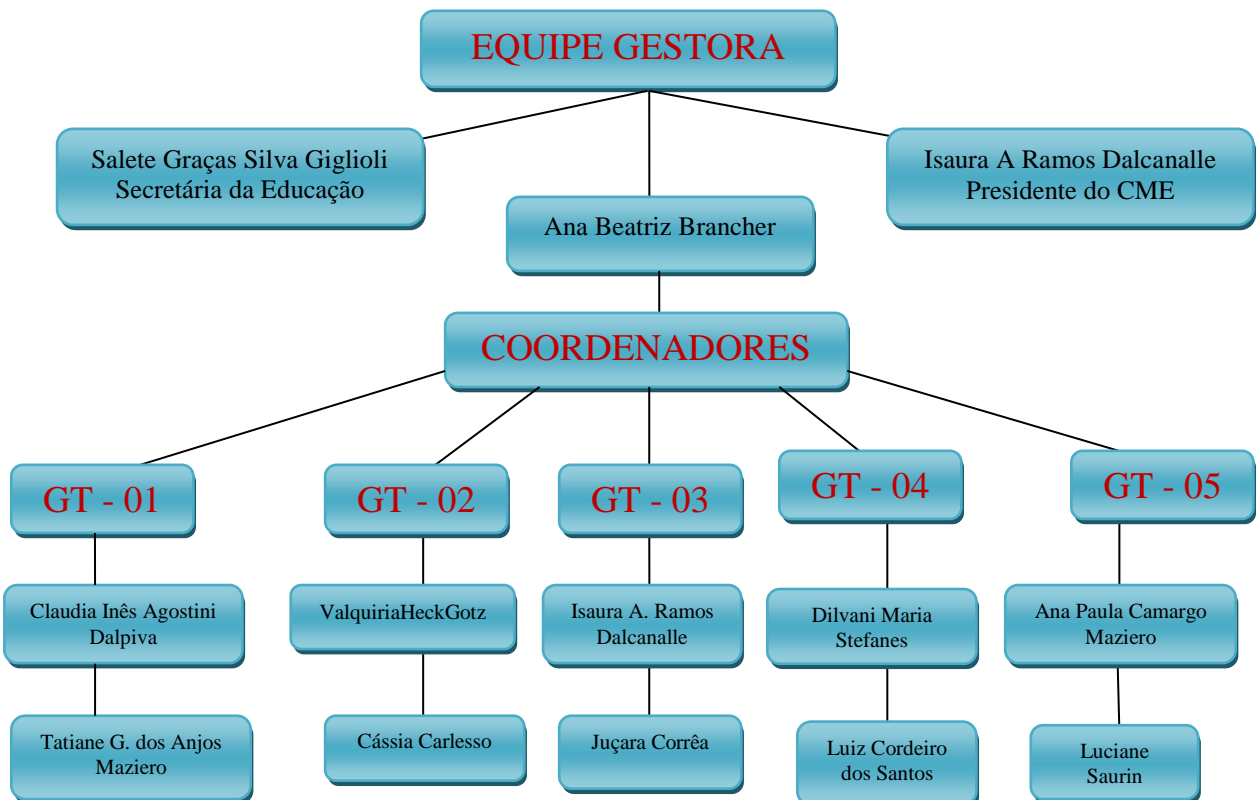 EQUIPE GESTORA
Salete Graças Silva Giglioli
Secretária da Educação
Isaura A Ramos Dalcanalle
Presidente do CME
Ana Beatriz Brancher
COORDENADORES
GT - 01
GT - 02
GT - 03
GT - 04
GT - 05
Claudia Inês Agostini
Dalpiva
ValquiriaHeckGotz
Isaura A. Ramos
Dalcanalle
Dilvani Maria
Stefanes
Ana Paula Camargo
Maziero
Tatiane G. dos Anjos
Maziero
Cássia Carlesso
Juçara Corrêa
Luiz Cordeiro
dos Santos
Luciane
Saurin